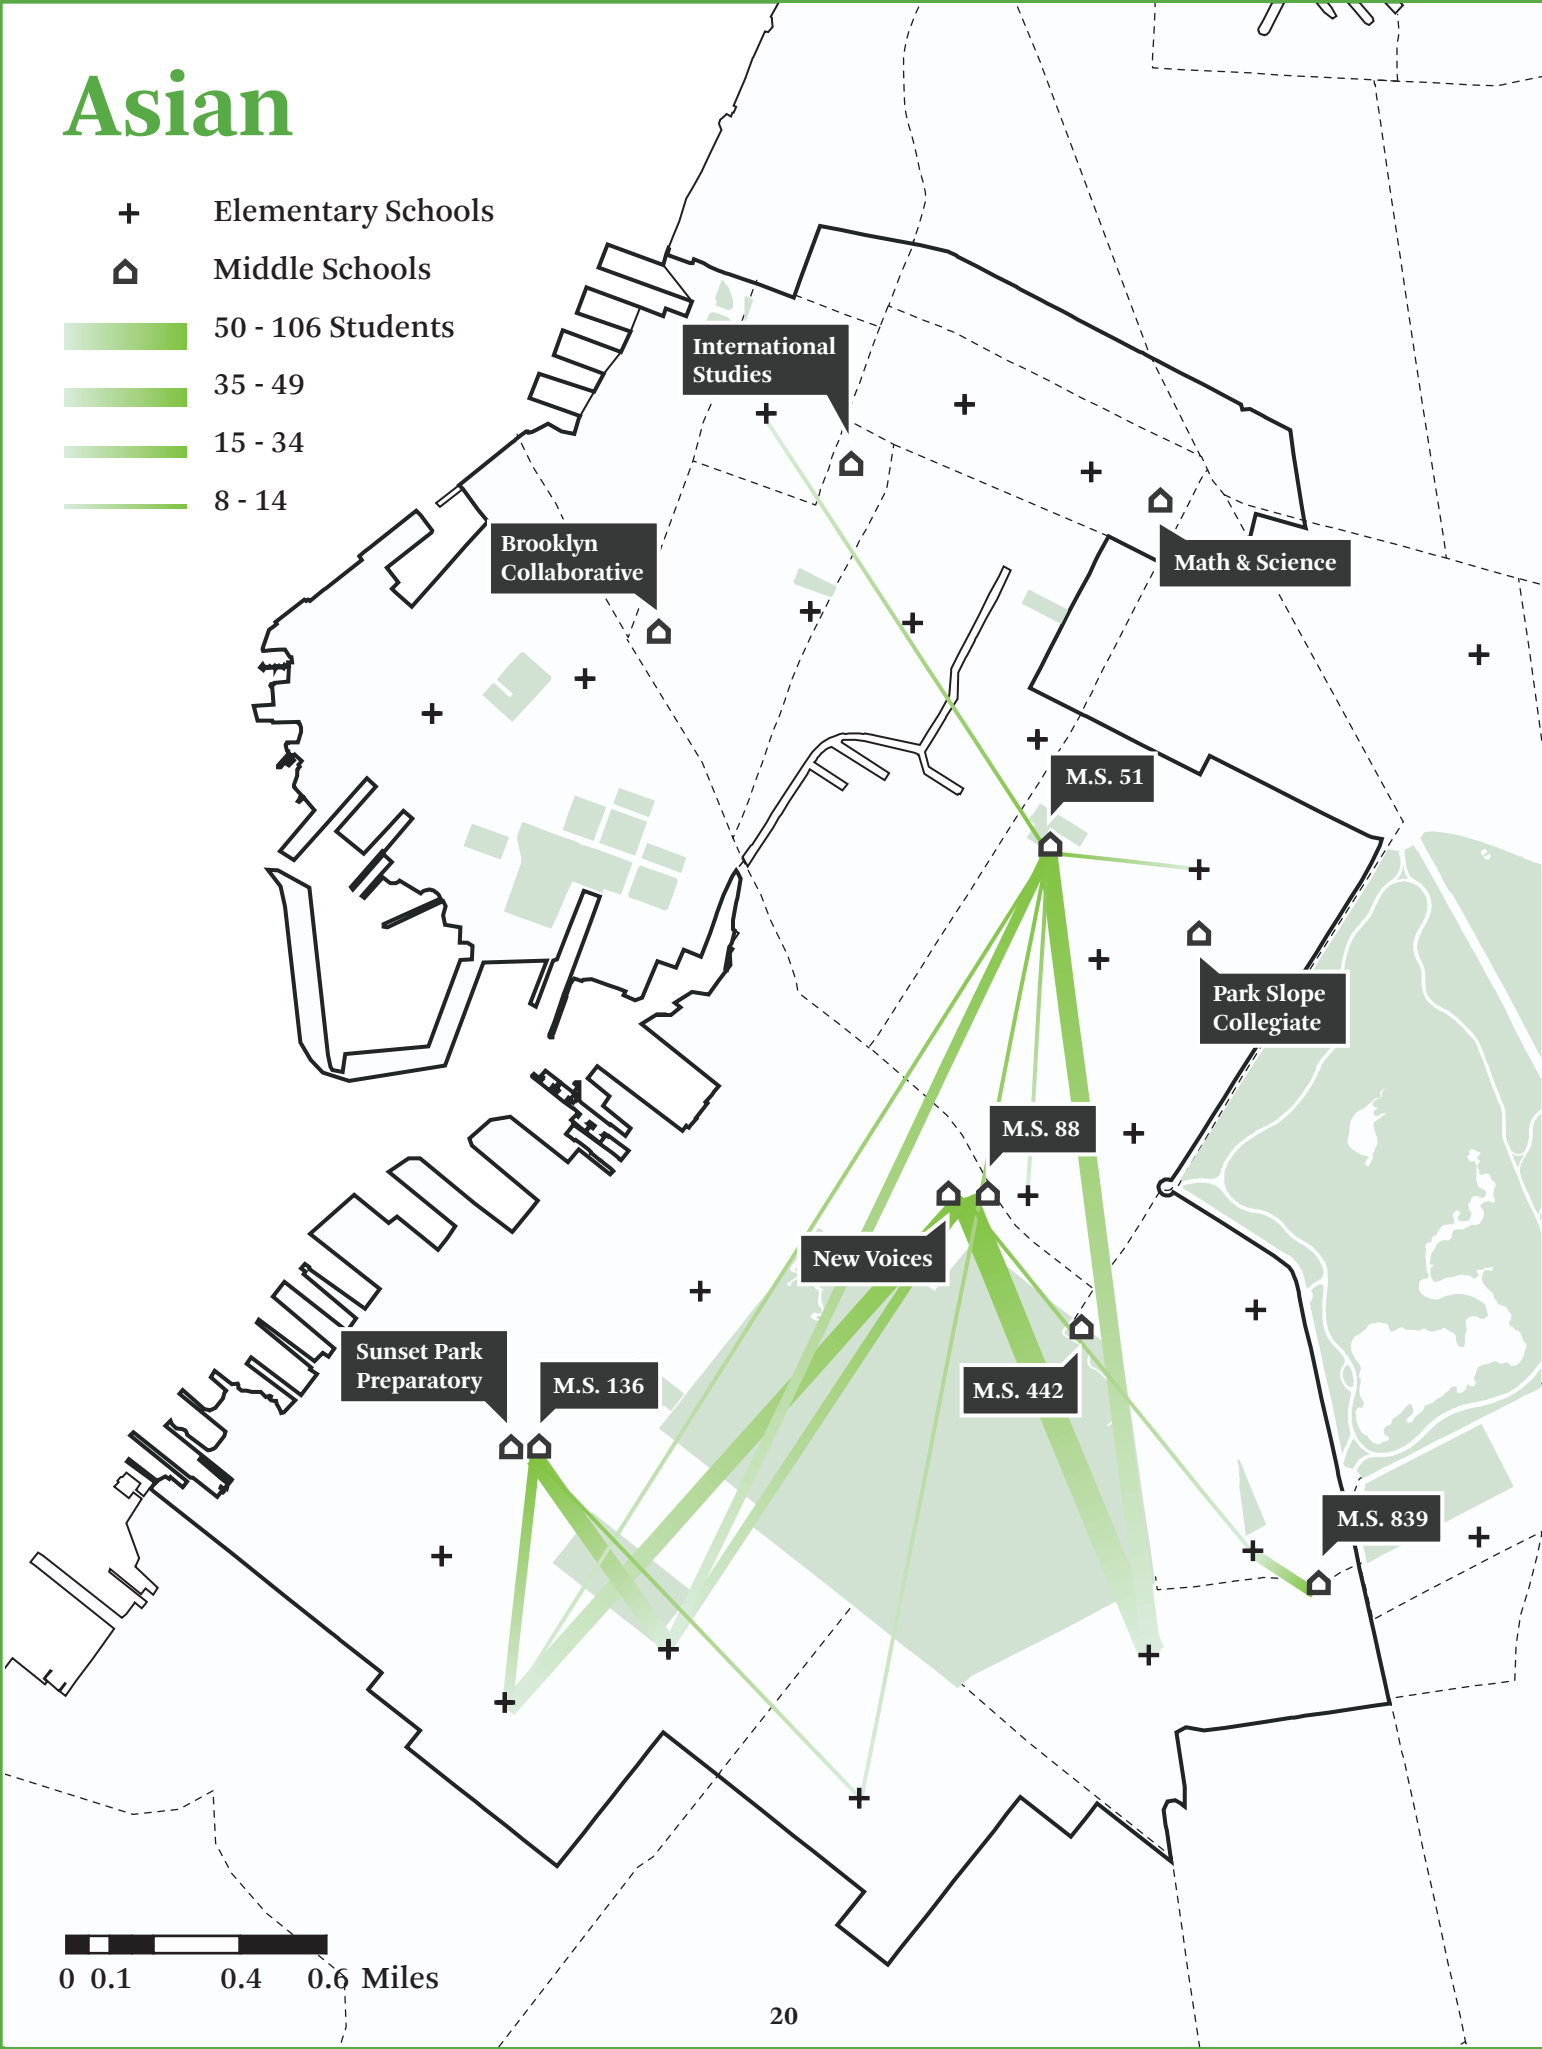 Asian
Elementary Schools
Middle Schools
50 - 106 Students
35 - 49
15 - 34
8 - 14
International
Studies
Brooklyn
Collaborative
Math & Science
M.S. 51
Park Slope
Collegiate
M.S. 88
New Voices
Sunset Park
Preparatory
M.S. 136
M.S. 442
M.S. 839
0 0.1 0.4 0.6 Miles
20